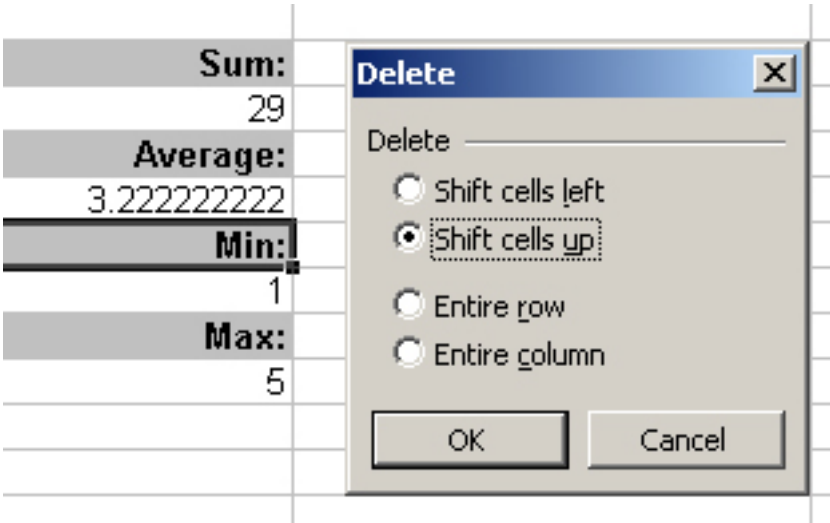 Sum:
29
Average:
3.222222222
Min:
1
Max:
5
Delete
Delete
Shift cells left
Shift cells up
Entire row
Entire column
OK
Cancel